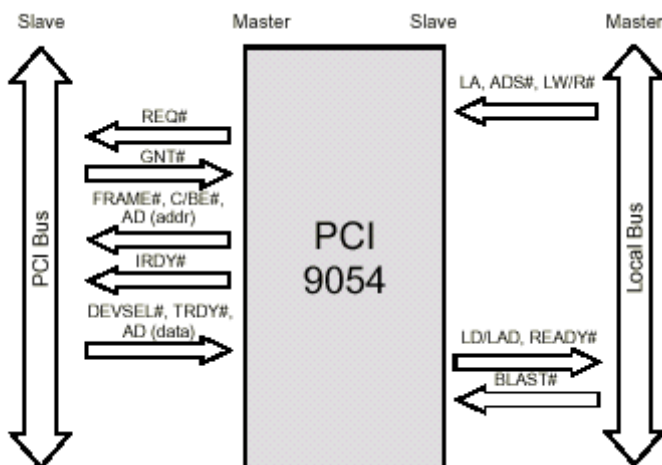 Slave Master Slave Master
LA, ADS#, LW/R#
REQ#
GNT#
FRAME#, C/BE#,
AD (addr)
IRDY#
DEVSEL#, TRDY#,
AD (data)
PCI Bus
PCI
9054
LD/LAD, READY#
BLAST#
Local Bus